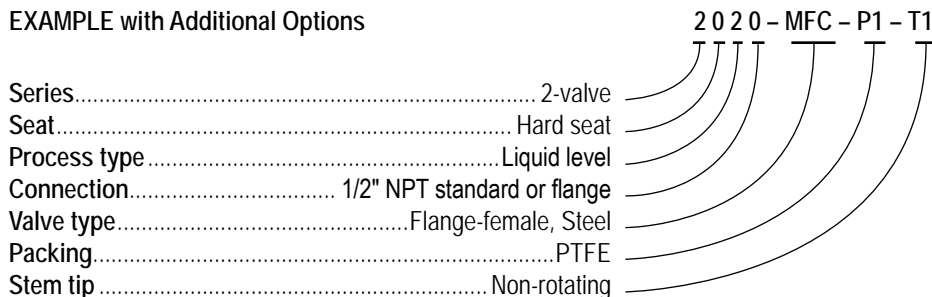 EXAMPLE with Additional Options 2 0 2 0 – MFC – P1 – T1
Series........................................................................................ 2-valve
Seat........................................................................................ Hard seat
Process type.................................................................Liquid level
Connection.................................. 1/2" NPT standard or flange
Valve type.....................................................Flange-female, Steel
Packing........................................................................................PTFE
Stem tip.................................................................. Non-rotating